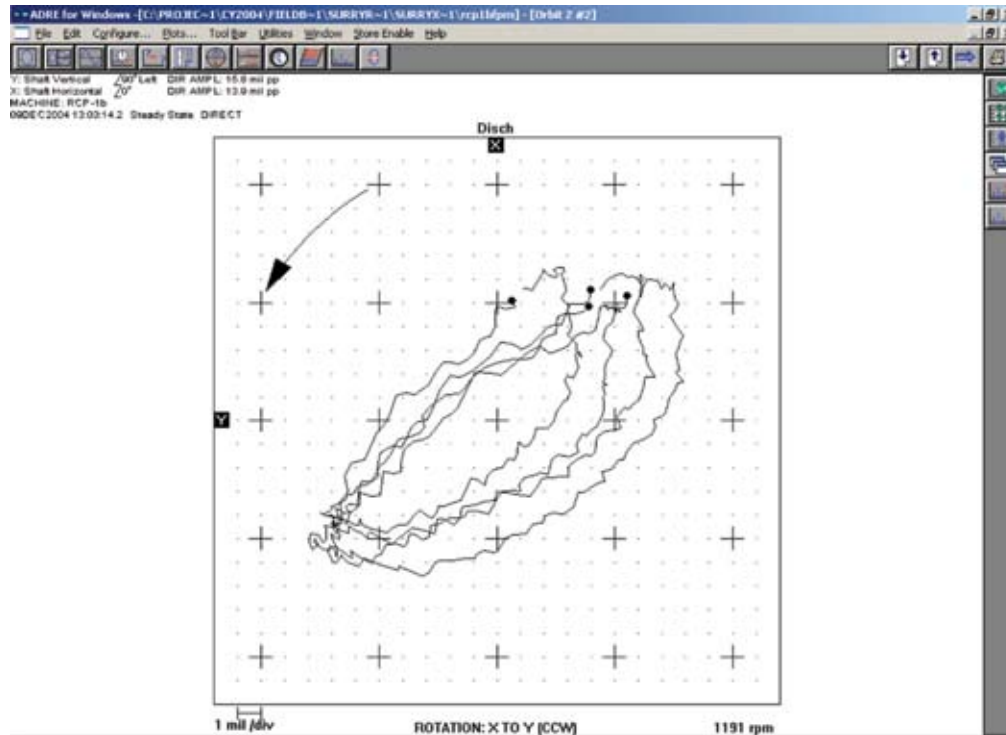 ADRE for Windows -[C:\PROJEC~1\CY2004\FIELDB~1\SURRYR~1\SURRYX~1\rcp1bfpm] - [Orbit 2 #2]
File Edit Configure... Plots... Tool Bar Utilities Window Store Enable Help
Y: Shaft Vertical ∠90° Left DIR AMPL: 15.8 mil pp
X: Shaft Horizontal ∠0° DIR AMPL: 13.9 mil pp
MACHINE: RCP-1b
09DEC2004 13:03:14.2 Steady State DIRECT
Disch
X
Y
1 mil /div ROTATION: X TO Y (CCW) 1191 rpm